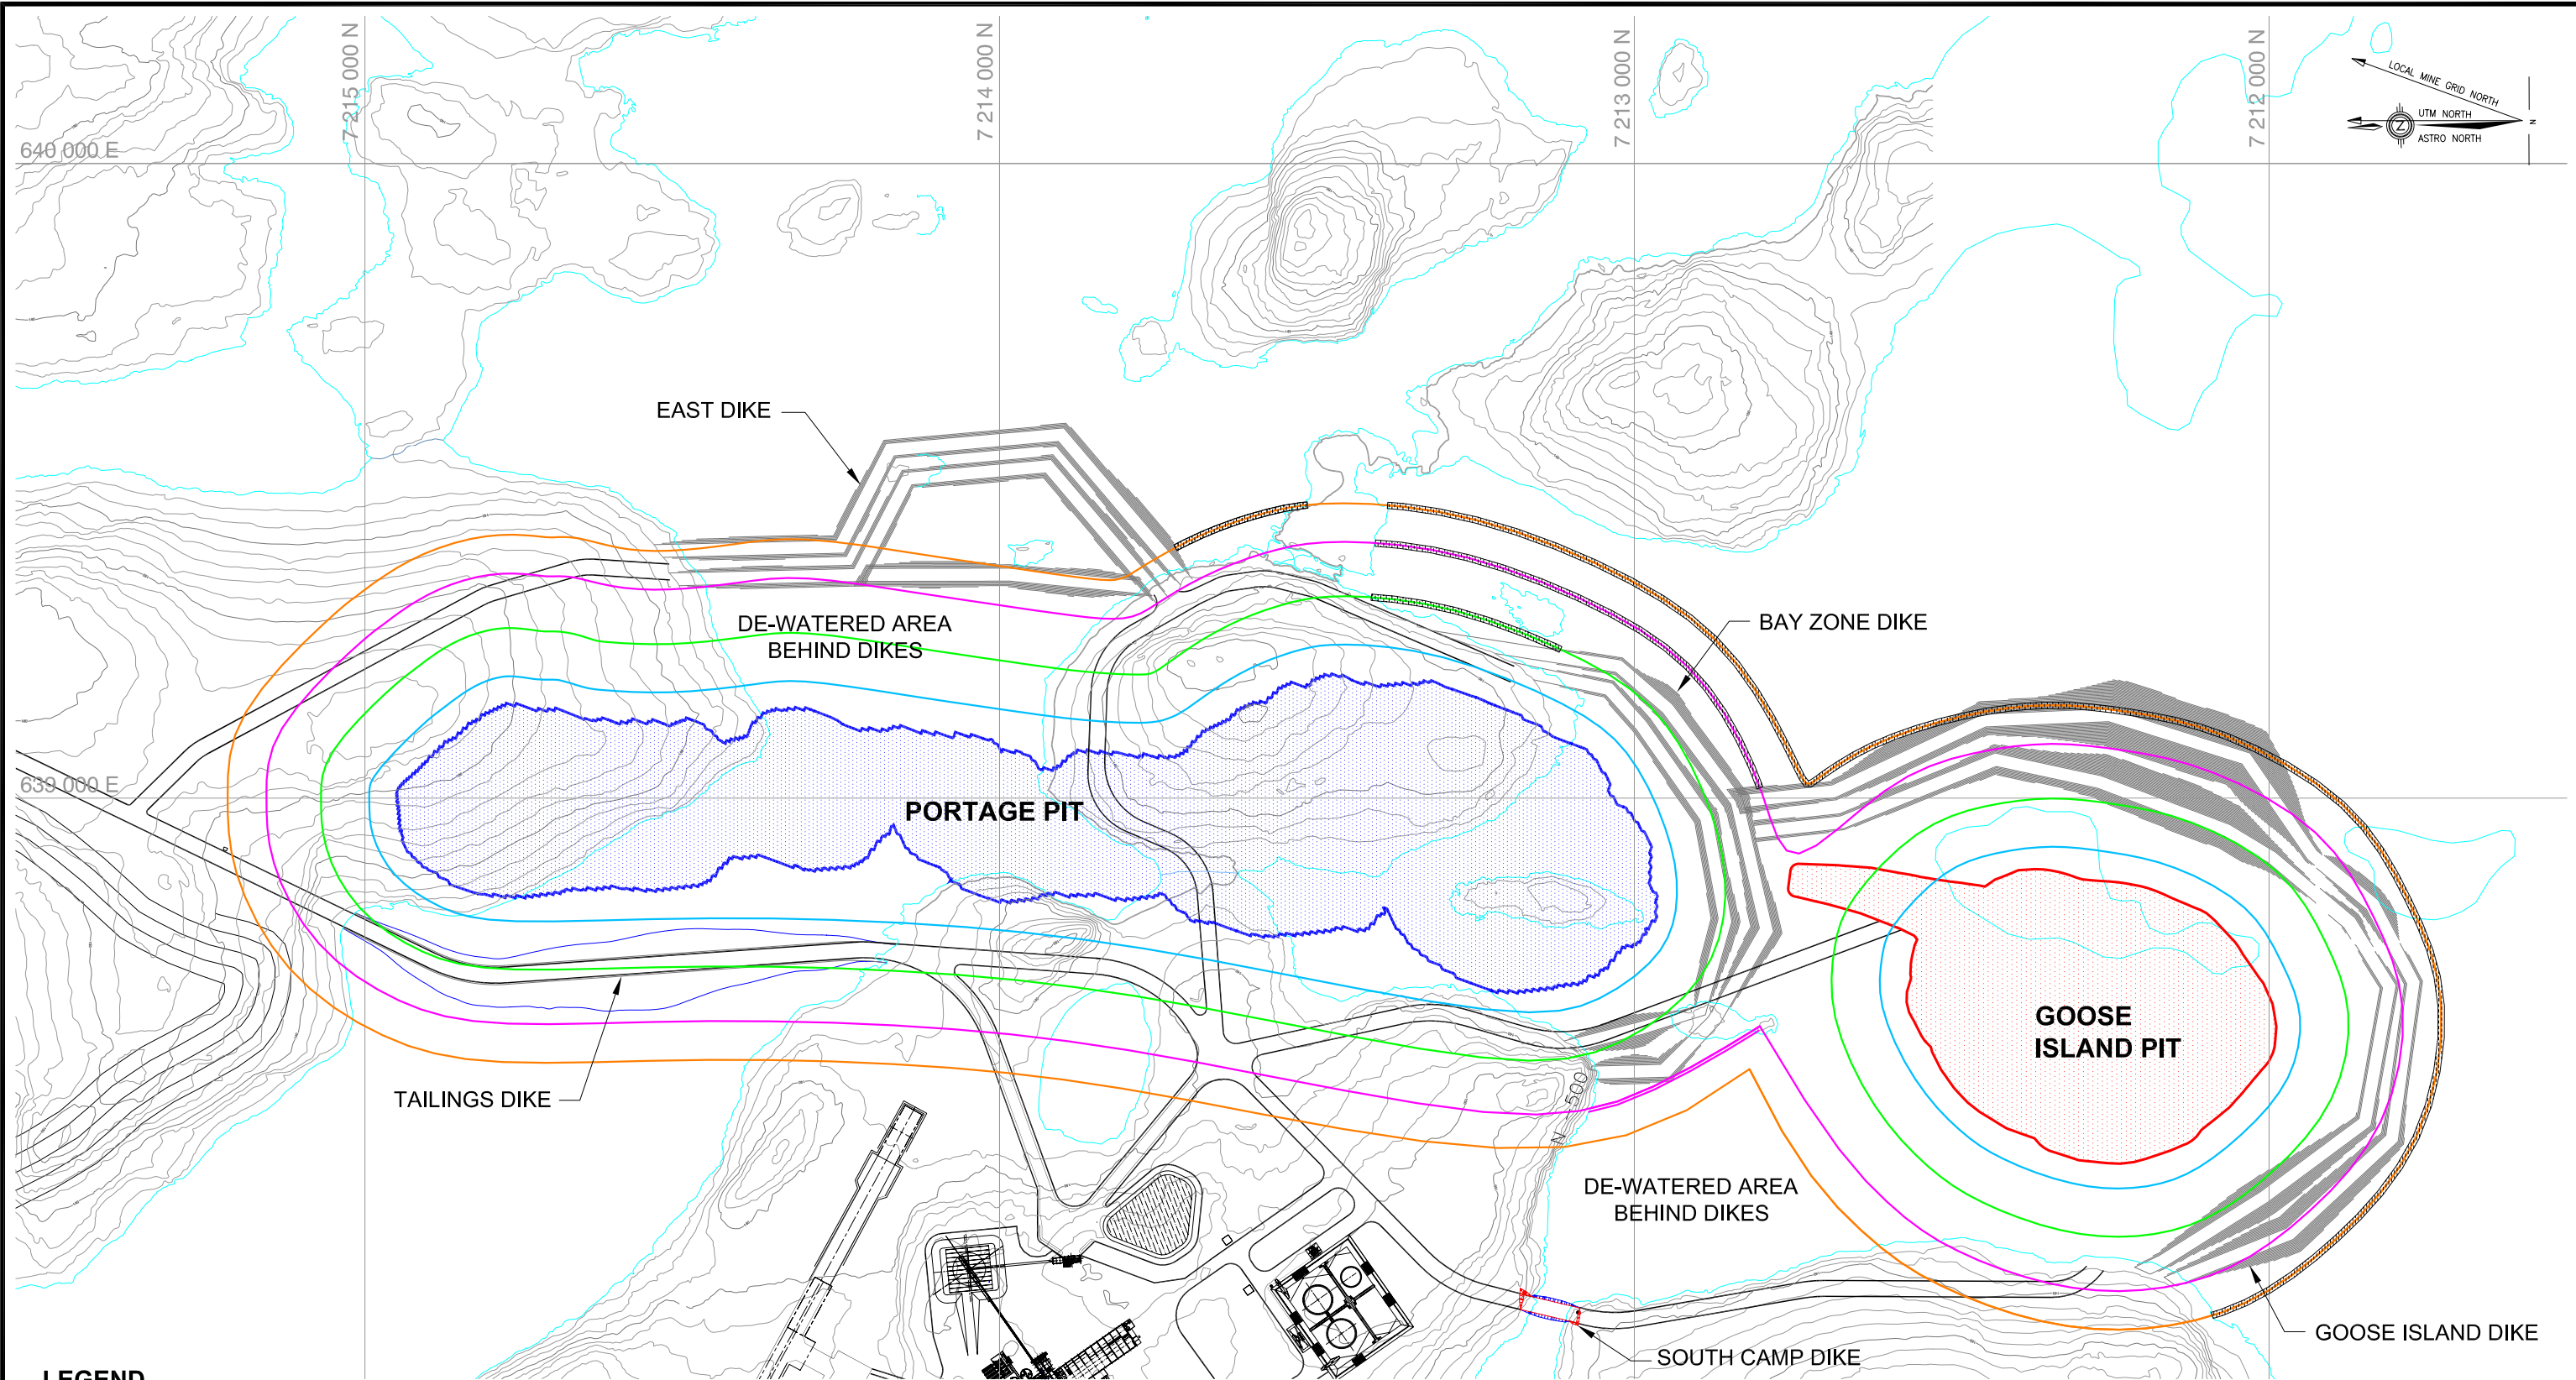 7 215 000 N
7 214 000 N
7 213 000 N
7 212 000 N
LOCAL MINE GRID NORTH
UTM NORTH
Z
ASTRO NORTH
N
640 000 E
EAST DIKE
DE-WATERED AREA
BEHIND DIKES
BAY ZONE DIKE
639 000 E
PORTAGE PIT
GOOSE
ISLAND PIT
TAILINGS DIKE
N -500
DE-WATERED AREA
BEHIND DIKES
GOOSE ISLAND DIKE
SOUTH CAMP DIKE
LEGEND